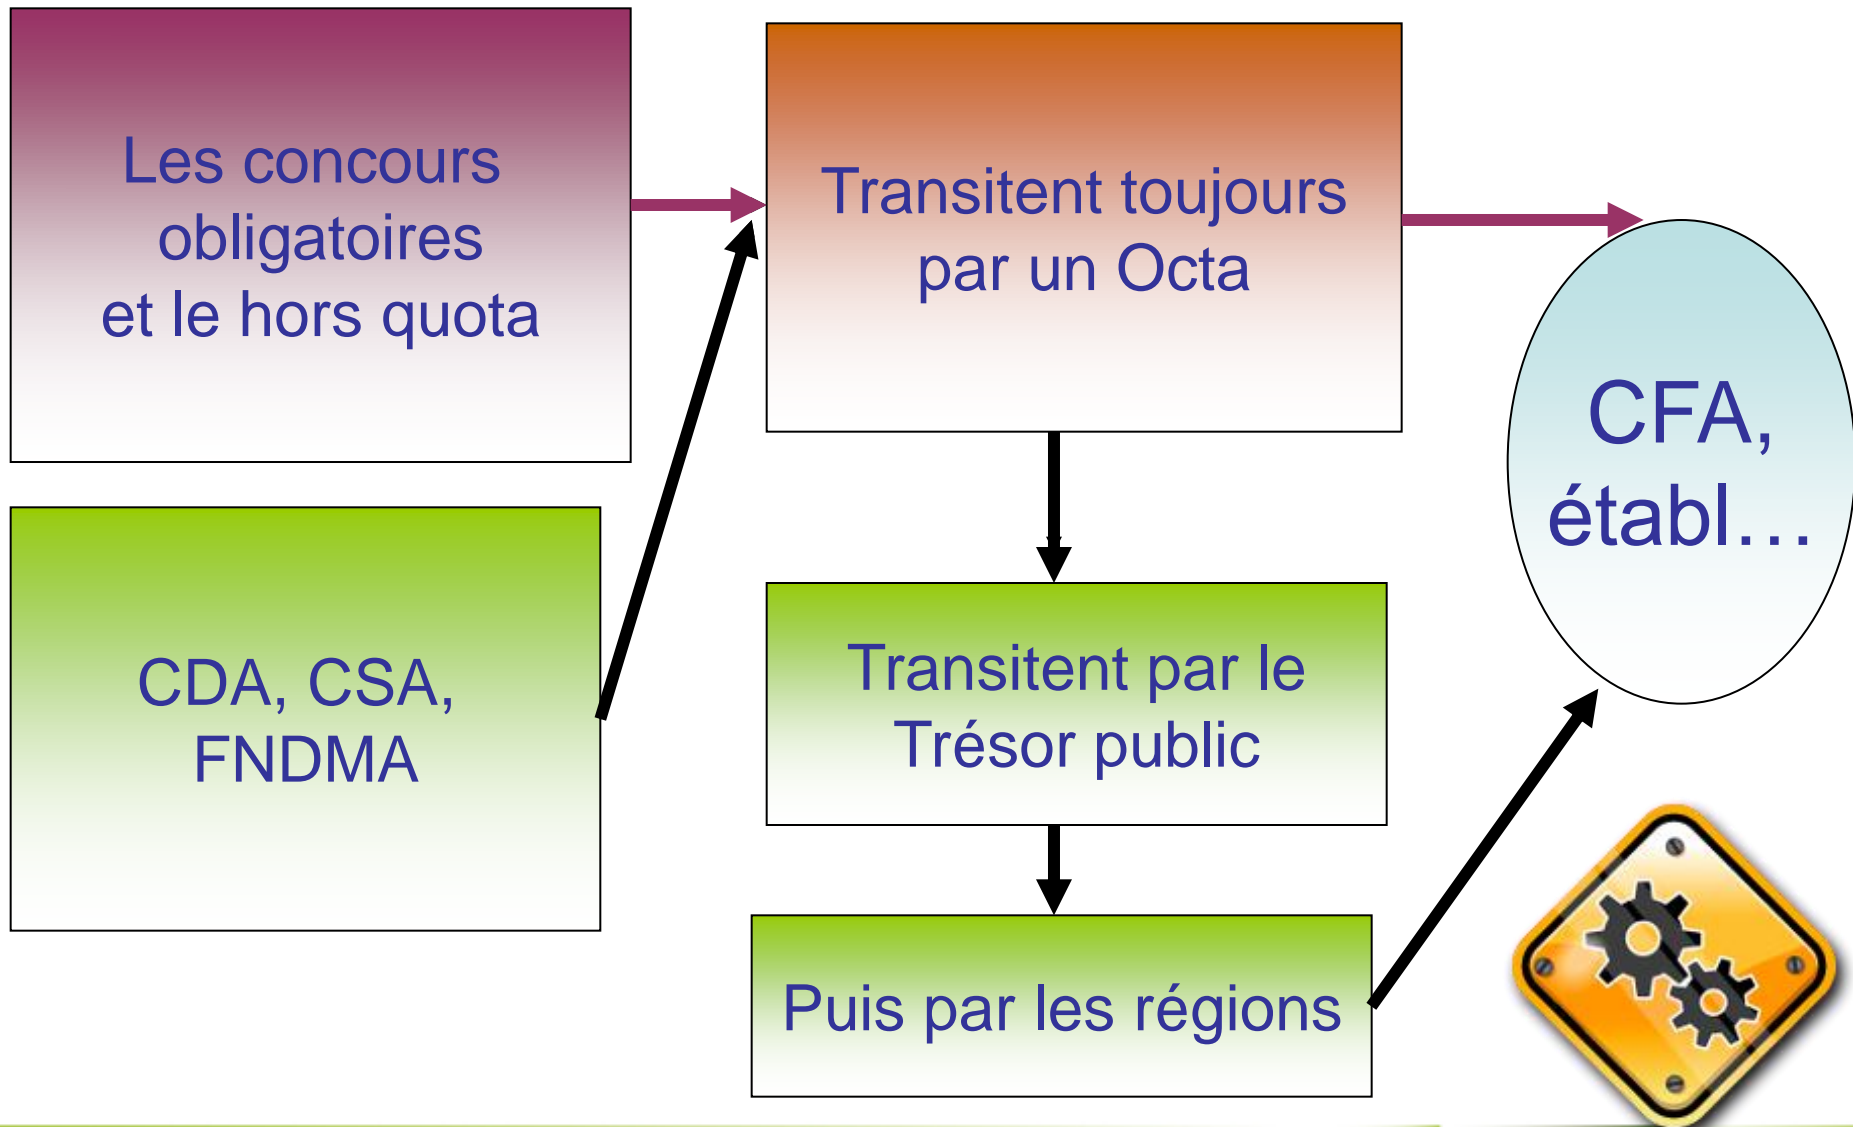 Les concours
obligatoires
et le hors quota
Transitent toujours
par un Octa
CFA,
établ…
CDA, CSA,
FNDMA
Transitent par le
Trésor public
Puis par les régions